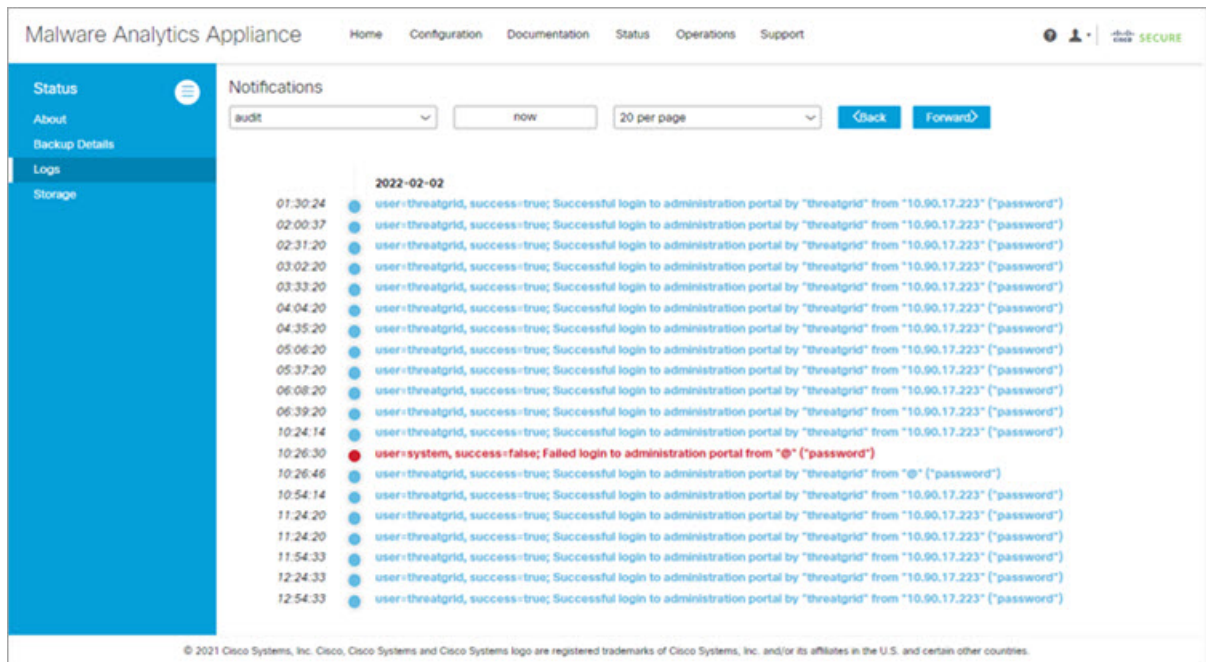 Malware Analytics Appliance Home Configuration Documentation Status Operations Support CISCO SECURE
Status
About
Backup Details
Logs
Storage
Notifications
audit now 20 per page <Back Forward>
2022-02-02
01:30:24 user=threatgrid, success=true; Successful login to administration portal by "threatgrid" from "10.90.17.223" ("password")
02:00:37 user=threatgrid, success=true; Successful login to administration portal by "threatgrid" from "10.90.17.223" ("password")
02:31:20 user=threatgrid, success=true; Successful login to administration portal by "threatgrid" from "10.90.17.223" ("password")
03:02:20 user=threatgrid, success=true; Successful login to administration portal by "threatgrid" from "10.90.17.223" ("password")
03:33:20 user=threatgrid, success=true; Successful login to administration portal by "threatgrid" from "10.90.17.223" ("password")
04:04:20 user=threatgrid, success=true; Successful login to administration portal by "threatgrid" from "10.90.17.223" ("password")
04:35:20 user=threatgrid, success=true; Successful login to administration portal by "threatgrid" from "10.90.17.223" ("password")
05:06:20 user=threatgrid, success=true; Successful login to administration portal by "threatgrid" from "10.90.17.223" ("password")
05:37:20 user=threatgrid, success=true; Successful login to administration portal by "threatgrid" from "10.90.17.223" ("password")
06:08:20 user=threatgrid, success=true; Successful login to administration portal by "threatgrid" from "10.90.17.223" ("password")
06:39:20 user=threatgrid, success=true; Successful login to administration portal by "threatgrid" from "10.90.17.223" ("password")
10:24:14 user=threatgrid, success=true; Successful login to administration portal by "threatgrid" from "10.90.17.223" ("password")
10:26:30 user=system, success=false; Failed login to administration portal from "@" ("password")
10:26:46 user=threatgrid, success=true; Successful login to administration portal by "threatgrid" from "@" ("password")
10:54:14 user=threatgrid, success=true; Successful login to administration portal by "threatgrid" from "10.90.17.223" ("password")
11:24:20 user=threatgrid, success=true; Successful login to administration portal by "threatgrid" from "10.90.17.223" ("password")
11:24:20 user=threatgrid, success=true; Successful login to administration portal by "threatgrid" from "10.90.17.223" ("password")
11:54:33 user=threatgrid, success=true; Successful login to administration portal by "threatgrid" from "10.90.17.223" ("password")
12:24:33 user=threatgrid, success=true; Successful login to administration portal by "threatgrid" from "10.90.17.223" ("password")
12:54:33 user=threatgrid, success=true; Successful login to administration portal by "threatgrid" from "10.90.17.223" ("password")
© 2021 Cisco Systems, Inc. Cisco, Cisco Systems and Cisco Systems logo are registered trademarks of Cisco Systems, Inc. and/or its affiliates in the U.S. and certain other countries.